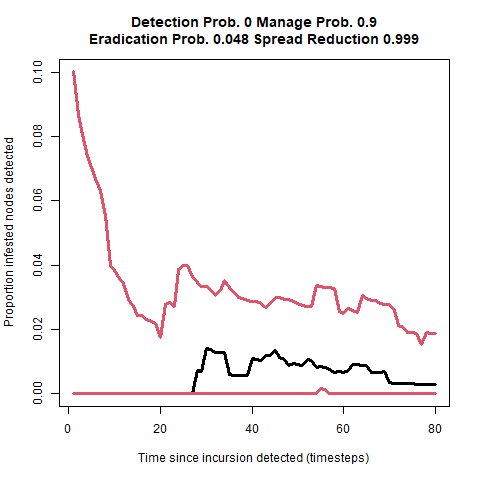 Detection Prob. 0 Manage Prob. 0.9
Eradication Prob. 0.048 Spread Reduction 0.999
Proportion infested nodes detected
0.10
0.08
0.06
0.04
0.02
0.00
0 20 40 60 80
Time since incursion detected (timesteps)